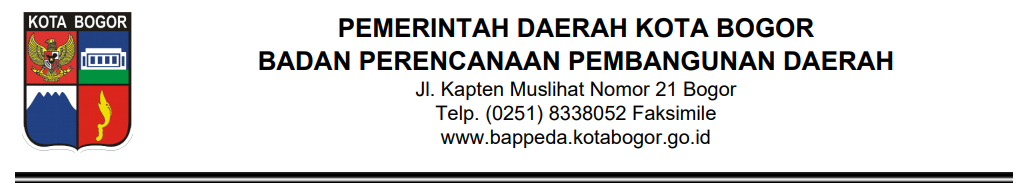 KOTA BOGOR
PEMERINTAH DAERAH KOTA BOGOR
BADAN PERENCANAAN PEMBANGUNAN DAERAH
Jl. Kapten Muslihat Nomor 21 Bogor
Telp. (0251) 8338052 Faksimile
www.bappeda.kotabogor.go.id